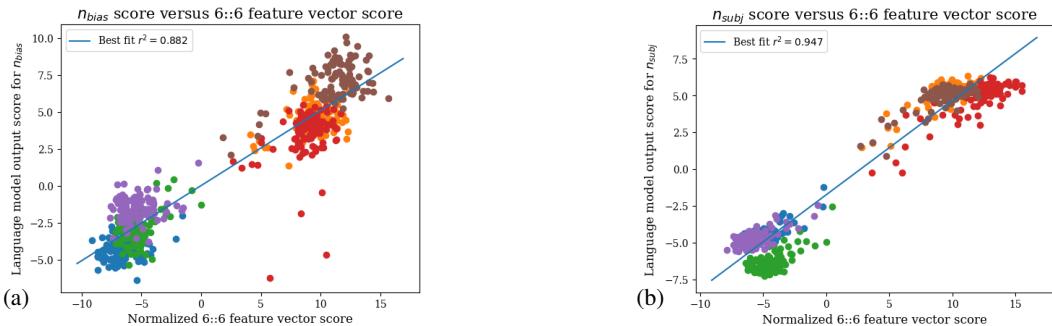 n_bias score versus 6::6 feature vector score
Best fit r² = 0.882
Language model output score for n_bias
10.0
7.5
5.0
2.5
0.0
−2.5
−5.0
−10
−5
0
5
10
15
Normalized 6::6 feature vector score
(a)
n_subj score versus 6::6 feature vector score
Best fit r² = 0.947
Language model output score for n_subj
7.5
5.0
2.5
0.0
−2.5
−5.0
−7.5
−10
−5
0
5
10
15
Normalized 6::6 feature vector score
(b)